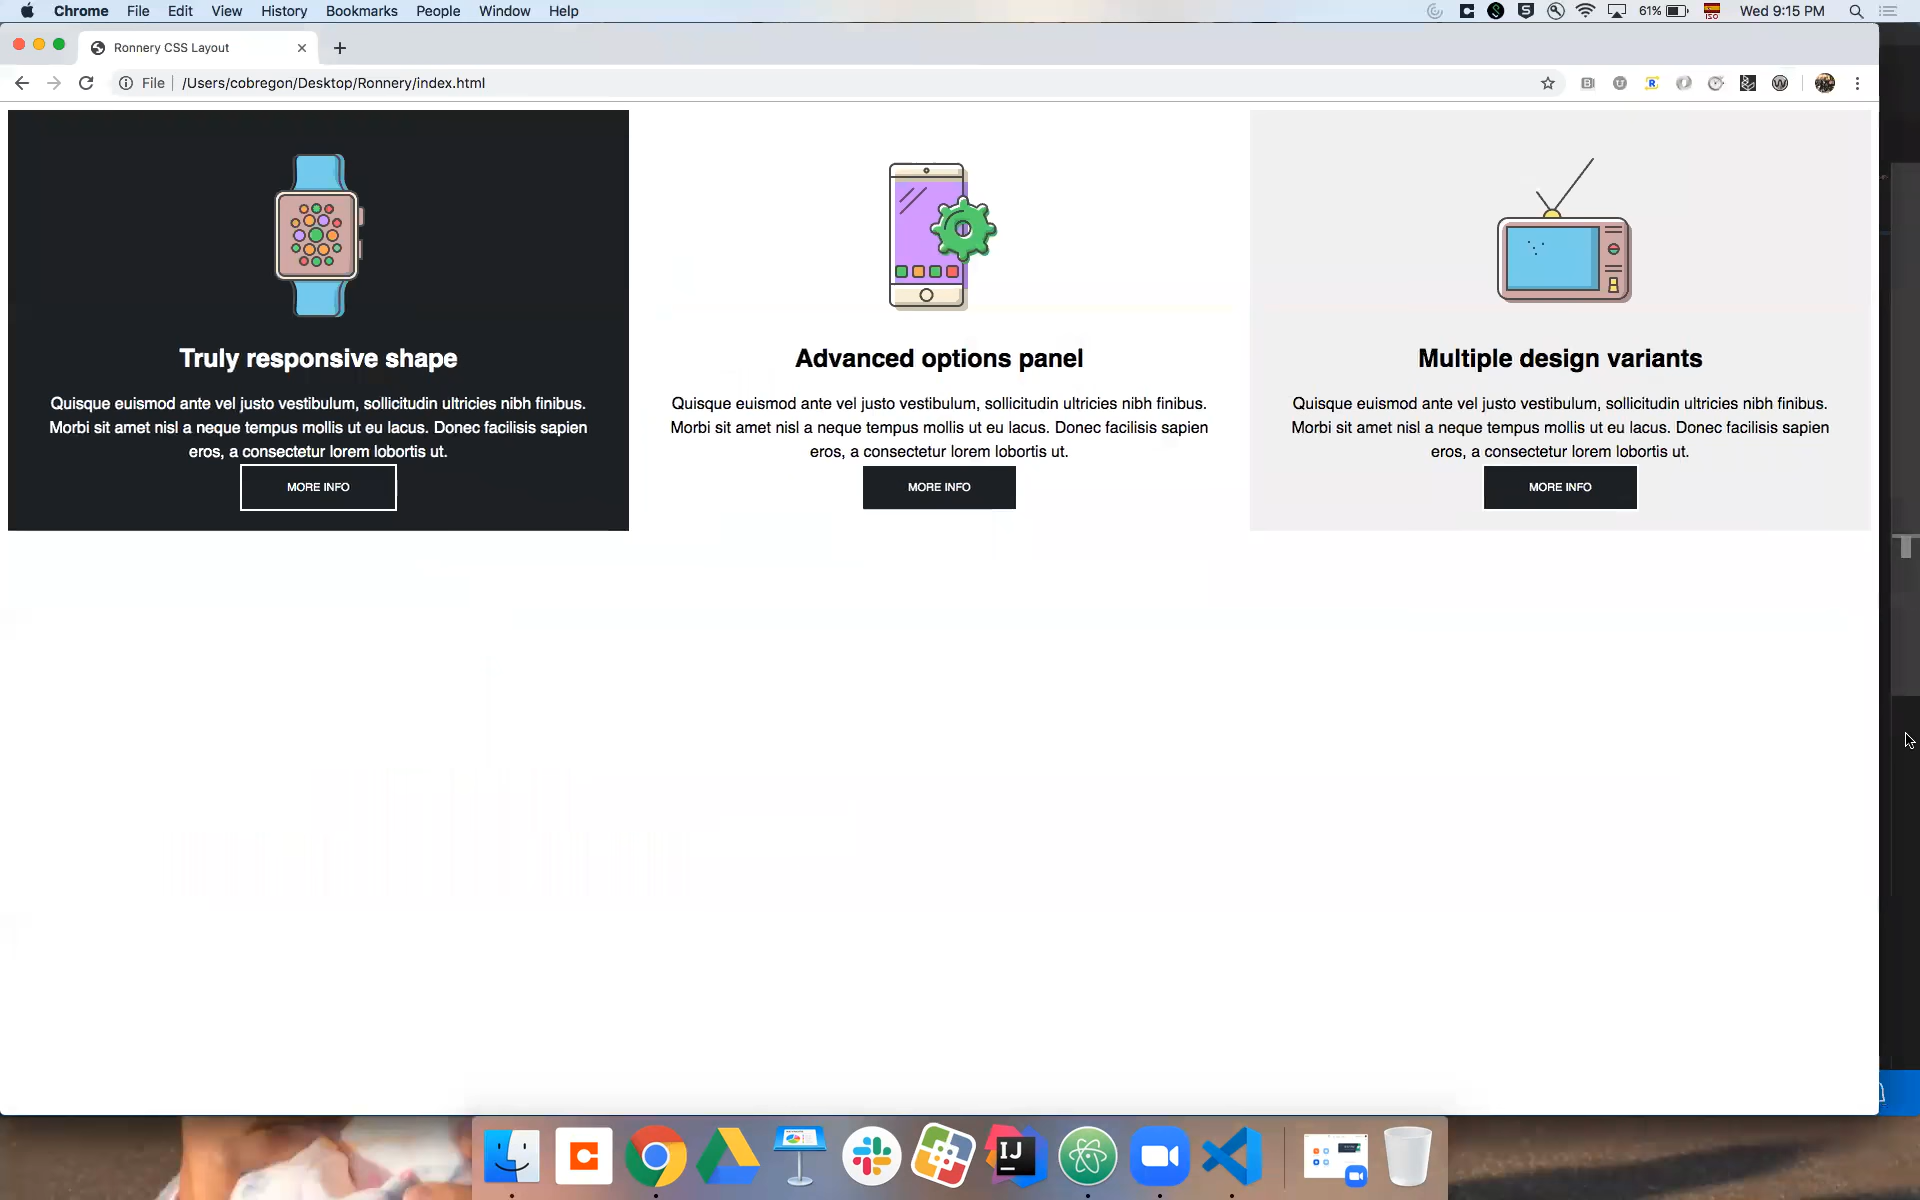 Chrome File Edit View History Bookmarks People Window Help 61% ISO Wed 9:15 PM
Ronnery CSS Layout
File /Users/cobregon/Desktop/Ronnery/index.html
Truly responsive shape
Quisque euismod ante vel justo vestibulum, sollicitudin ultricies nibh finibus.
Morbi sit amet nisl a neque tempus mollis ut eu lacus. Donec facilisis sapien
eros, a consectetur lorem lobortis ut.
MORE INFO
Advanced options panel
Quisque euismod ante vel justo vestibulum, sollicitudin ultricies nibh finibus.
Morbi sit amet nisl a neque tempus mollis ut eu lacus. Donec facilisis sapien
eros, a consectetur lorem lobortis ut.
MORE INFO
Multiple design variants
Quisque euismod ante vel justo vestibulum, sollicitudin ultricies nibh finibus.
Morbi sit amet nisl a neque tempus mollis ut eu lacus. Donec facilisis sapien
eros, a consectetur lorem lobortis ut.
MORE INFO
IJ